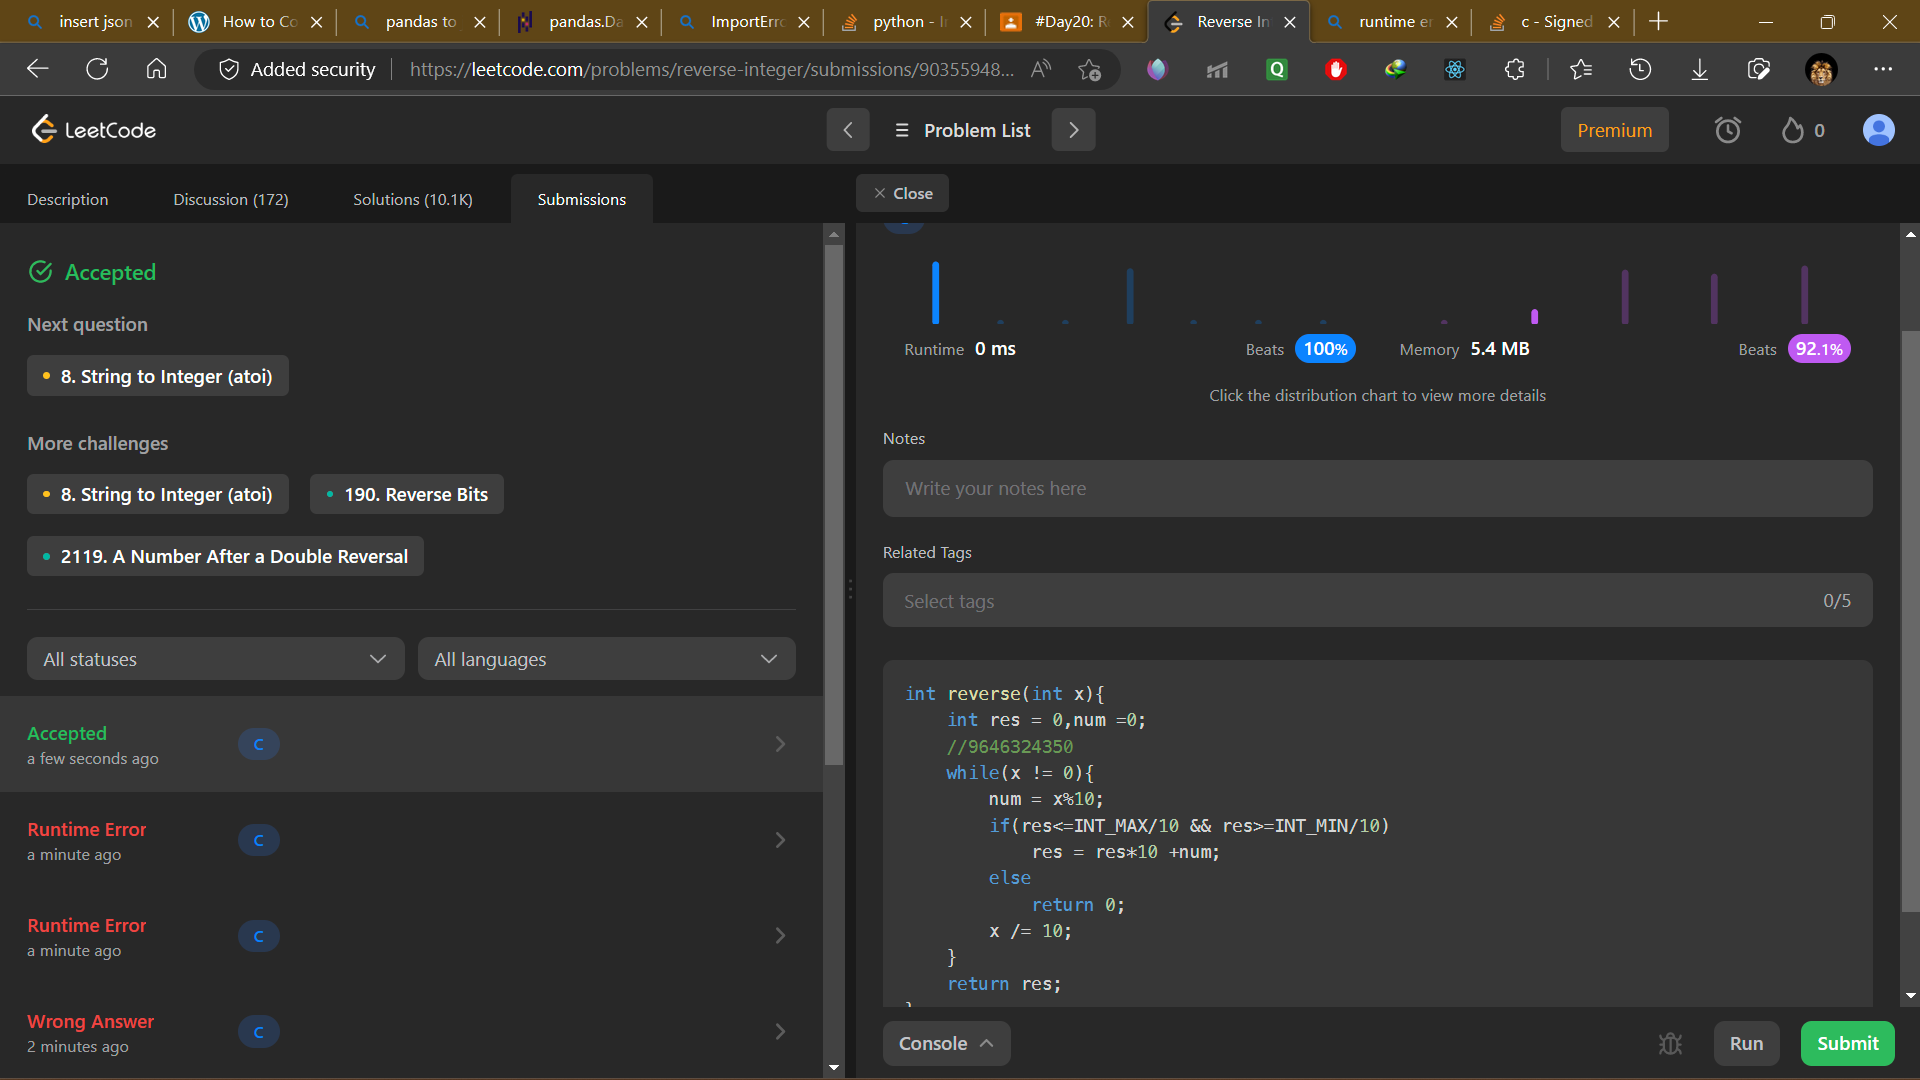 insert json
How to Co
pandas to
pandas.Da
ImportErro
python - I
#Day20: R
Reverse In
runtime er
c - Signed
Added security
https://leetcode.com/problems/reverse-integer/submissions/90355948...
LeetCode
Problem List
Premium
0
Description
Discussion (172)
Solutions (10.1K)
Submissions
Close
Accepted
Next question
8. String to Integer (atoi)
More challenges
8. String to Integer (atoi)
190. Reverse Bits
2119. A Number After a Double Reversal
All statuses
All languages
Accepted
a few seconds ago
C
Runtime Error
a minute ago
C
Runtime Error
a minute ago
C
Wrong Answer
2 minutes ago
C
Runtime 0 ms
Beats 100%
Memory 5.4 MB
Beats 92.1%
Click the distribution chart to view more details
Notes
Write your notes here
Related Tags
Select tags
0/5
int reverse(int x){
int res = 0,num =0;
//9646324350
while(x != 0){
num = x%10;
if(res<=INT_MAX/10 && res>=INT_MIN/10)
res = res*10 +num;
else
return 0;
x /= 10;
}
return res;
}
Console
Run
Submit